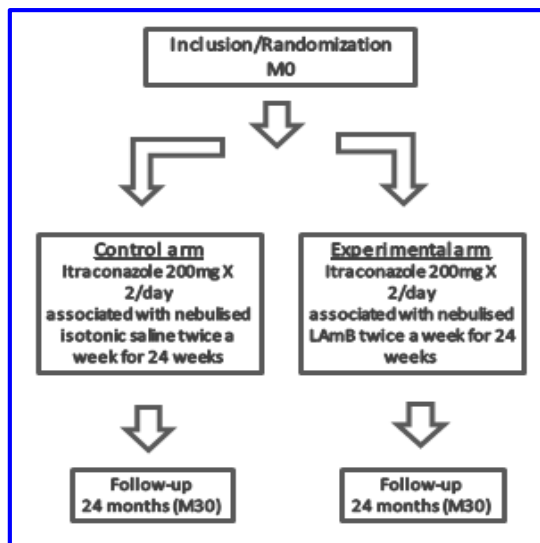 Inclusion/Randomization
M0
Control arm
Itraconazole 200mg X
2/day
associated with nebulised
isotonic saline twice a
week for 24 weeks
Experimental arm
Itraconazole 200mg X
2/day
associated with nebulised
LAmB twice a week for 24
weeks
Follow-up
24 months (M30)
Follow-up
24 months (M30)